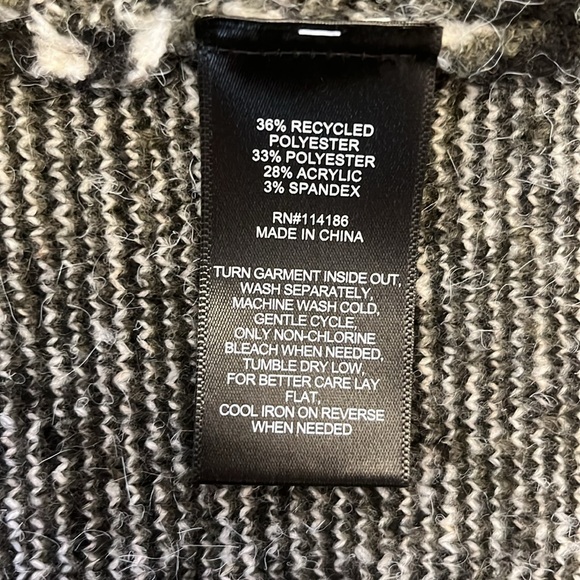 36% RECYCLED
POLYESTER
33% POLYESTER
28% ACRYLIC
3% SPANDEX
RN#114186
MADE IN CHINA
TURN GARMENT INSIDE OUT,
WASH SEPARATELY,
MACHINE WASH COLD,
GENTLE CYCLE,
ONLY NON-CHLORINE
BLEACH WHEN NEEDED,
TUMBLE DRY LOW,
FOR BETTER CARE LAY
FLAT,
COOL IRON ON REVERSE
WHEN NEEDED